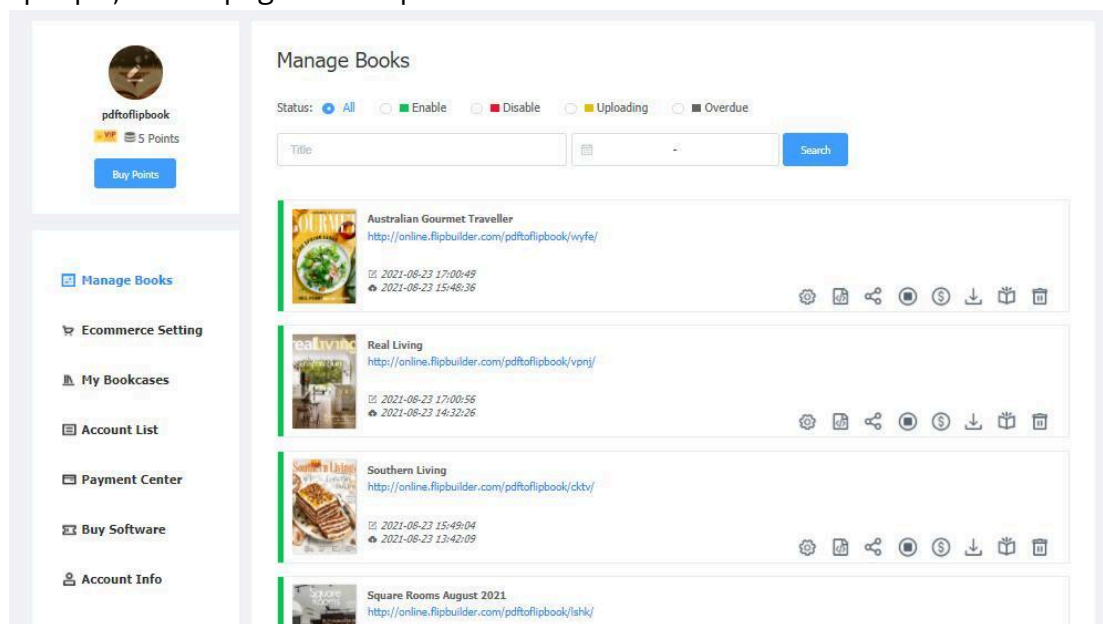 pdftoflipbook
VIP 5 Points
Buy Points
Manage Books
Ecommerce Setting
My Bookcases
Account List
Payment Center
Buy Software
Account Info
Manage Books
Status: All Enable Disable Uploading Overdue
Title - Search
Australian Gourmet Traveller
http://online.flipbuilder.com/pdftoflipbook/wyfe/
2021-08-23 17:00:49
2021-08-23 15:48:36
Real Living
http://online.flipbuilder.com/pdftoflipbook/vpnj/
2021-08-23 17:00:56
2021-08-23 14:32:26
Southern Living
http://online.flipbuilder.com/pdftoflipbook/cktv/
2021-08-23 15:49:04
2021-08-23 13:42:09
Square Rooms August 2021
http://online.flipbuilder.com/pdftoflipbook/lshk/